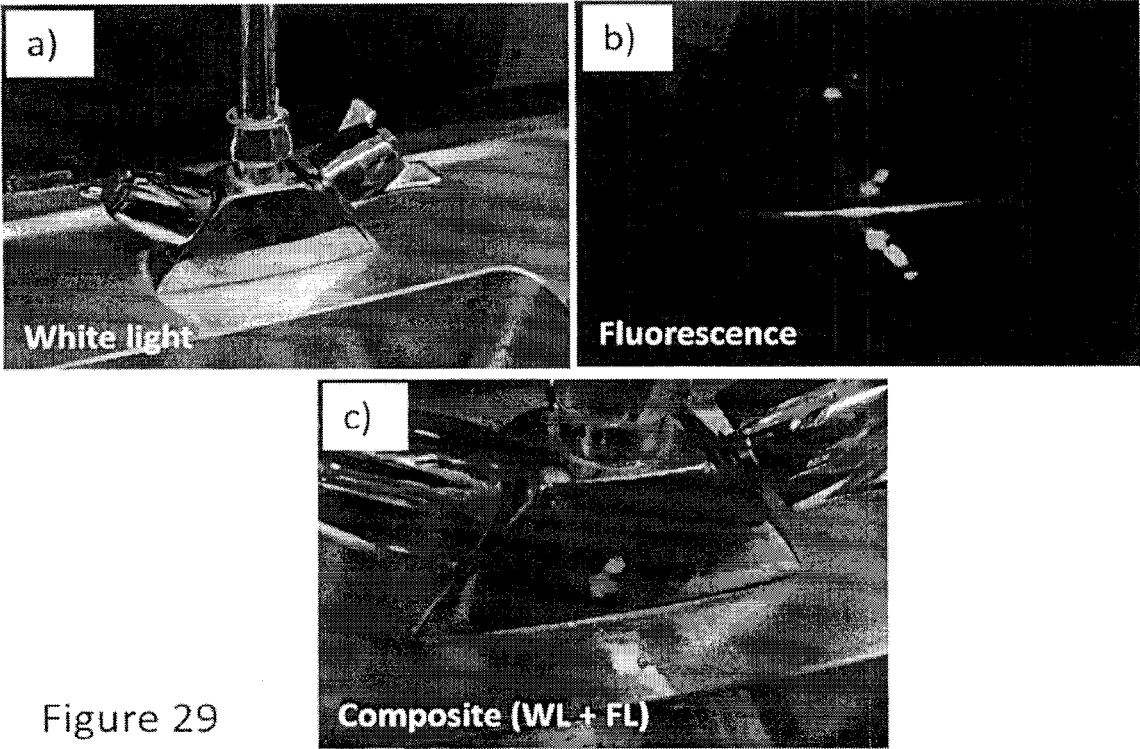 a)
White light
b)
Fluorescence
c)
Composite (WL + FL)
Figure 29